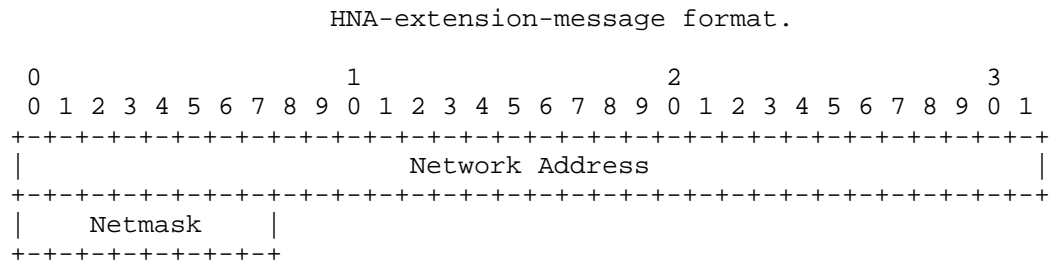 HNA-extension-message format.
0 1 2 3
0 1 2 3 4 5 6 7 8 9 0 1 2 3 4 5 6 7 8 9 0 1 2 3 4 5 6 7 8 9 0 1
+-+-+-+-+-+-+-+-+-+-+-+-+-+-+-+-+-+-+-+-+-+-+-+-+-+-+-+-+-+-+-+-+
| Network Address |
+-+-+-+-+-+-+-+-+-+-+-+-+-+-+-+-+-+-+-+-+-+-+-+-+-+-+-+-+-+-+-+-+
| Netmask |
+-+-+-+-+-+-+-+-+